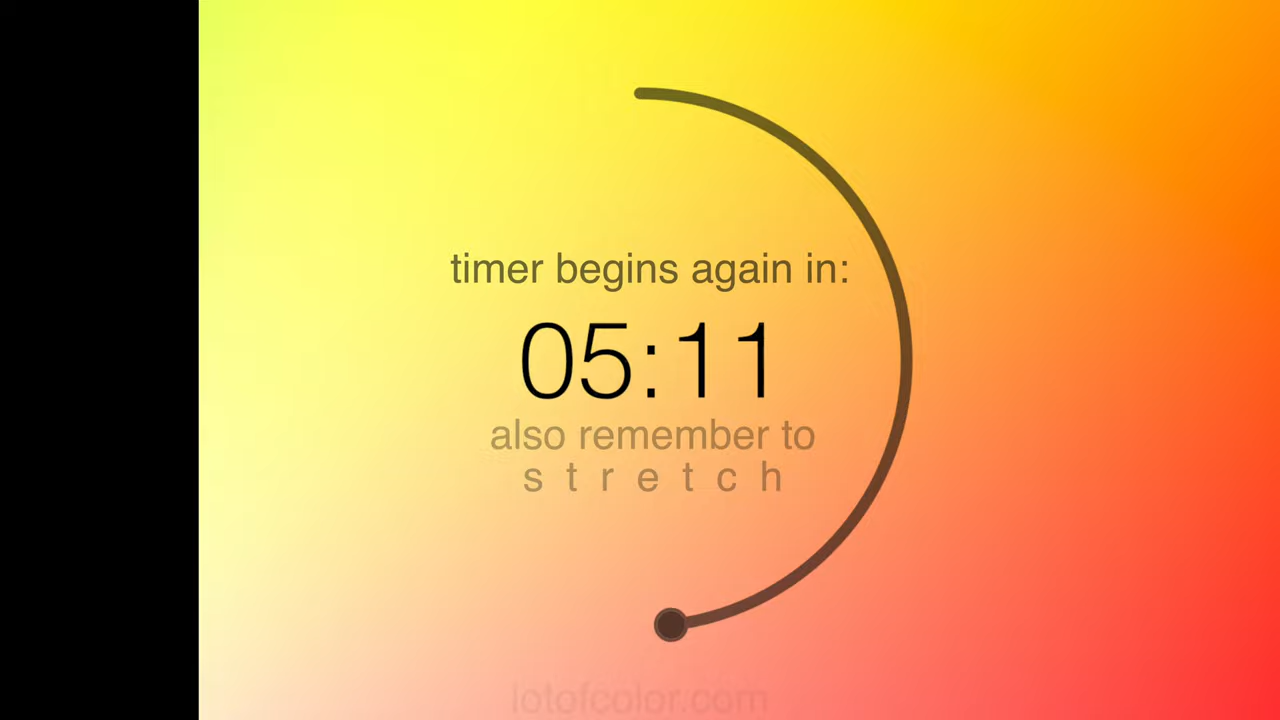 timer begins again in:
05:11
also remember to
s t r e t c h
lotofcolor.com